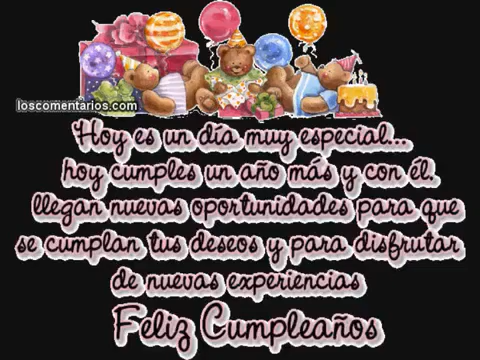 loscomentarios.com
Hoy es un día muy especial...
hoy cumples un año más y con él.
llegan nuevas oportunidades para que
se cumplan tus deseos y para disfrutar
de nuevas experiencias
Feliz Cumpleaños